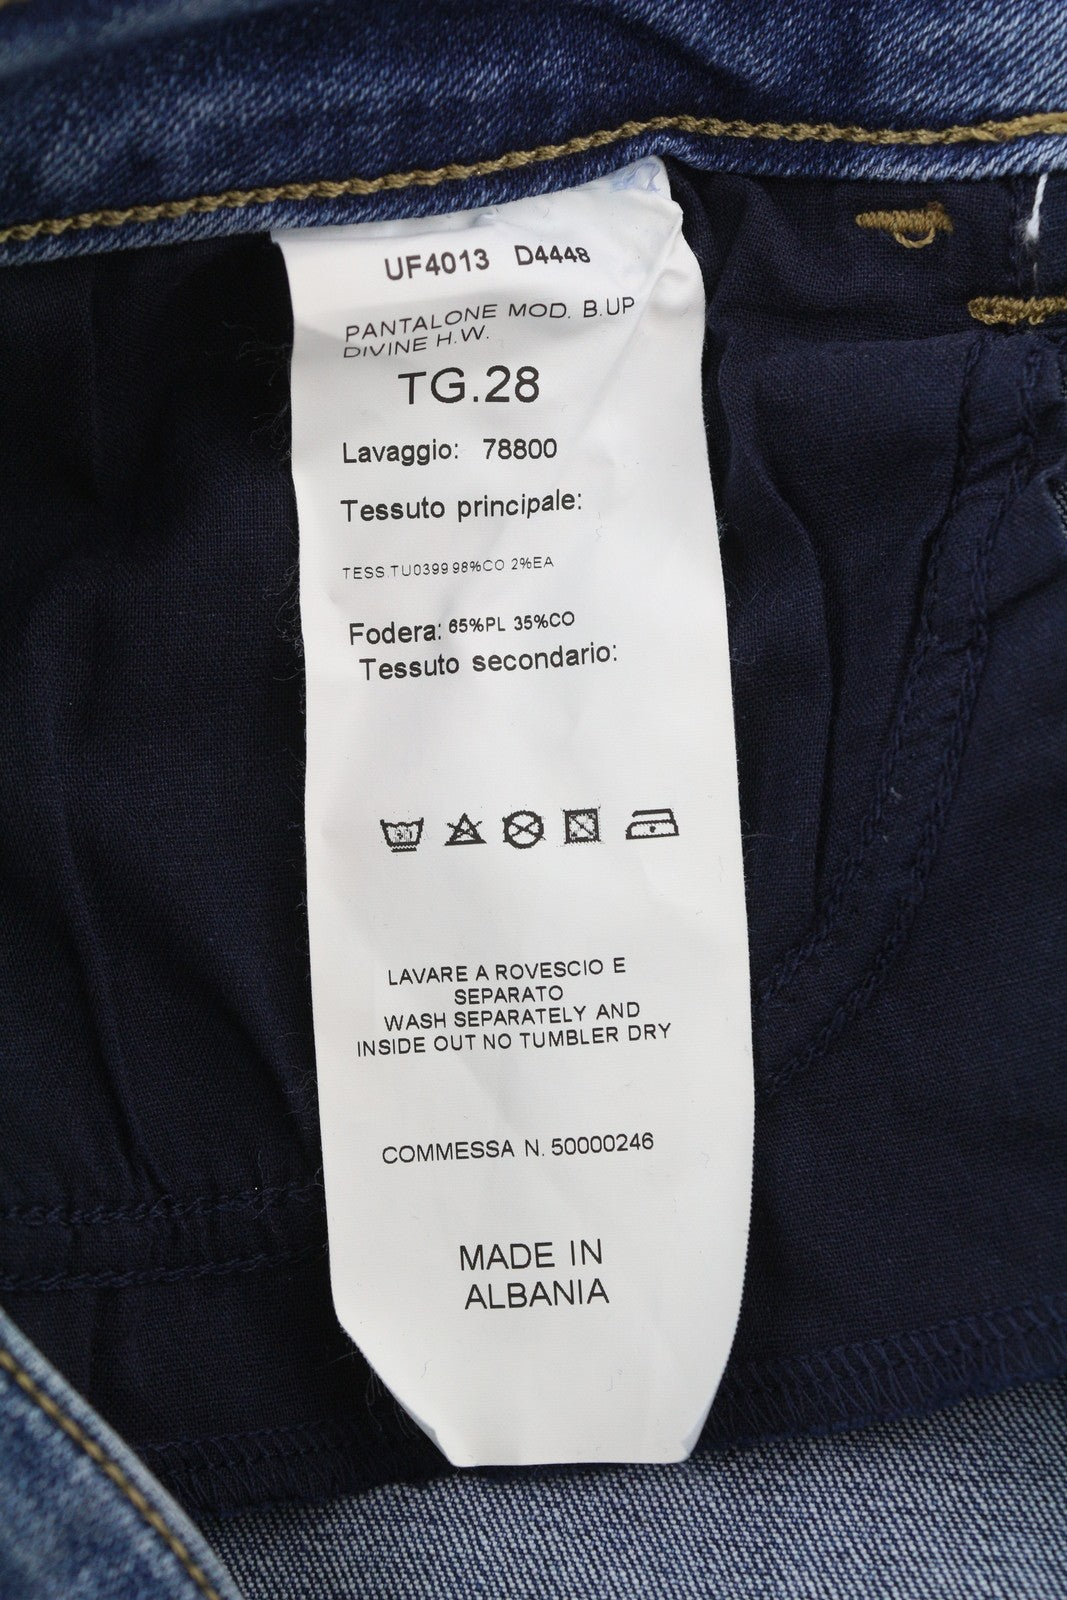 UF4013 D4448
PANTALONE MOD. B.UP
DIVINE H.W.
TG.28
Lavaggio: 78800
Tessuto principale:
TESS.TU0399 98%CO 2%EA
Fodera: 65%PL 35%CO
Tessuto secondario:
LAVARE A ROVESCIO E
SEPARATO
WASH SEPARATELY AND
INSIDE OUT NO TUMBLER DRY
COMMESSA N. 50000246
MADE IN
ALBANIA